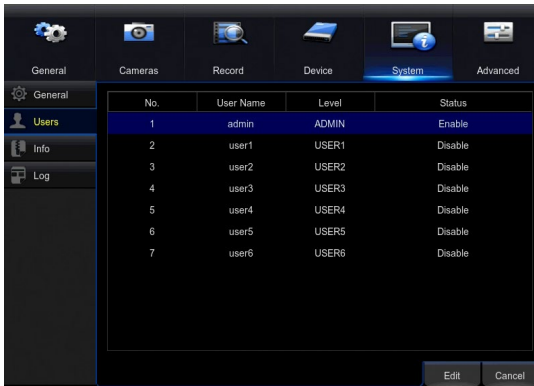 General Cameras Record Device System Advanced
General
Users
Info
Log
No. User Name Level Status
1 admin ADMIN Enable
2 user1 USER1 Disable
3 user2 USER2 Disable
4 user3 USER3 Disable
5 user4 USER4 Disable
6 user5 USER5 Disable
7 user6 USER6 Disable
Edit Cancel